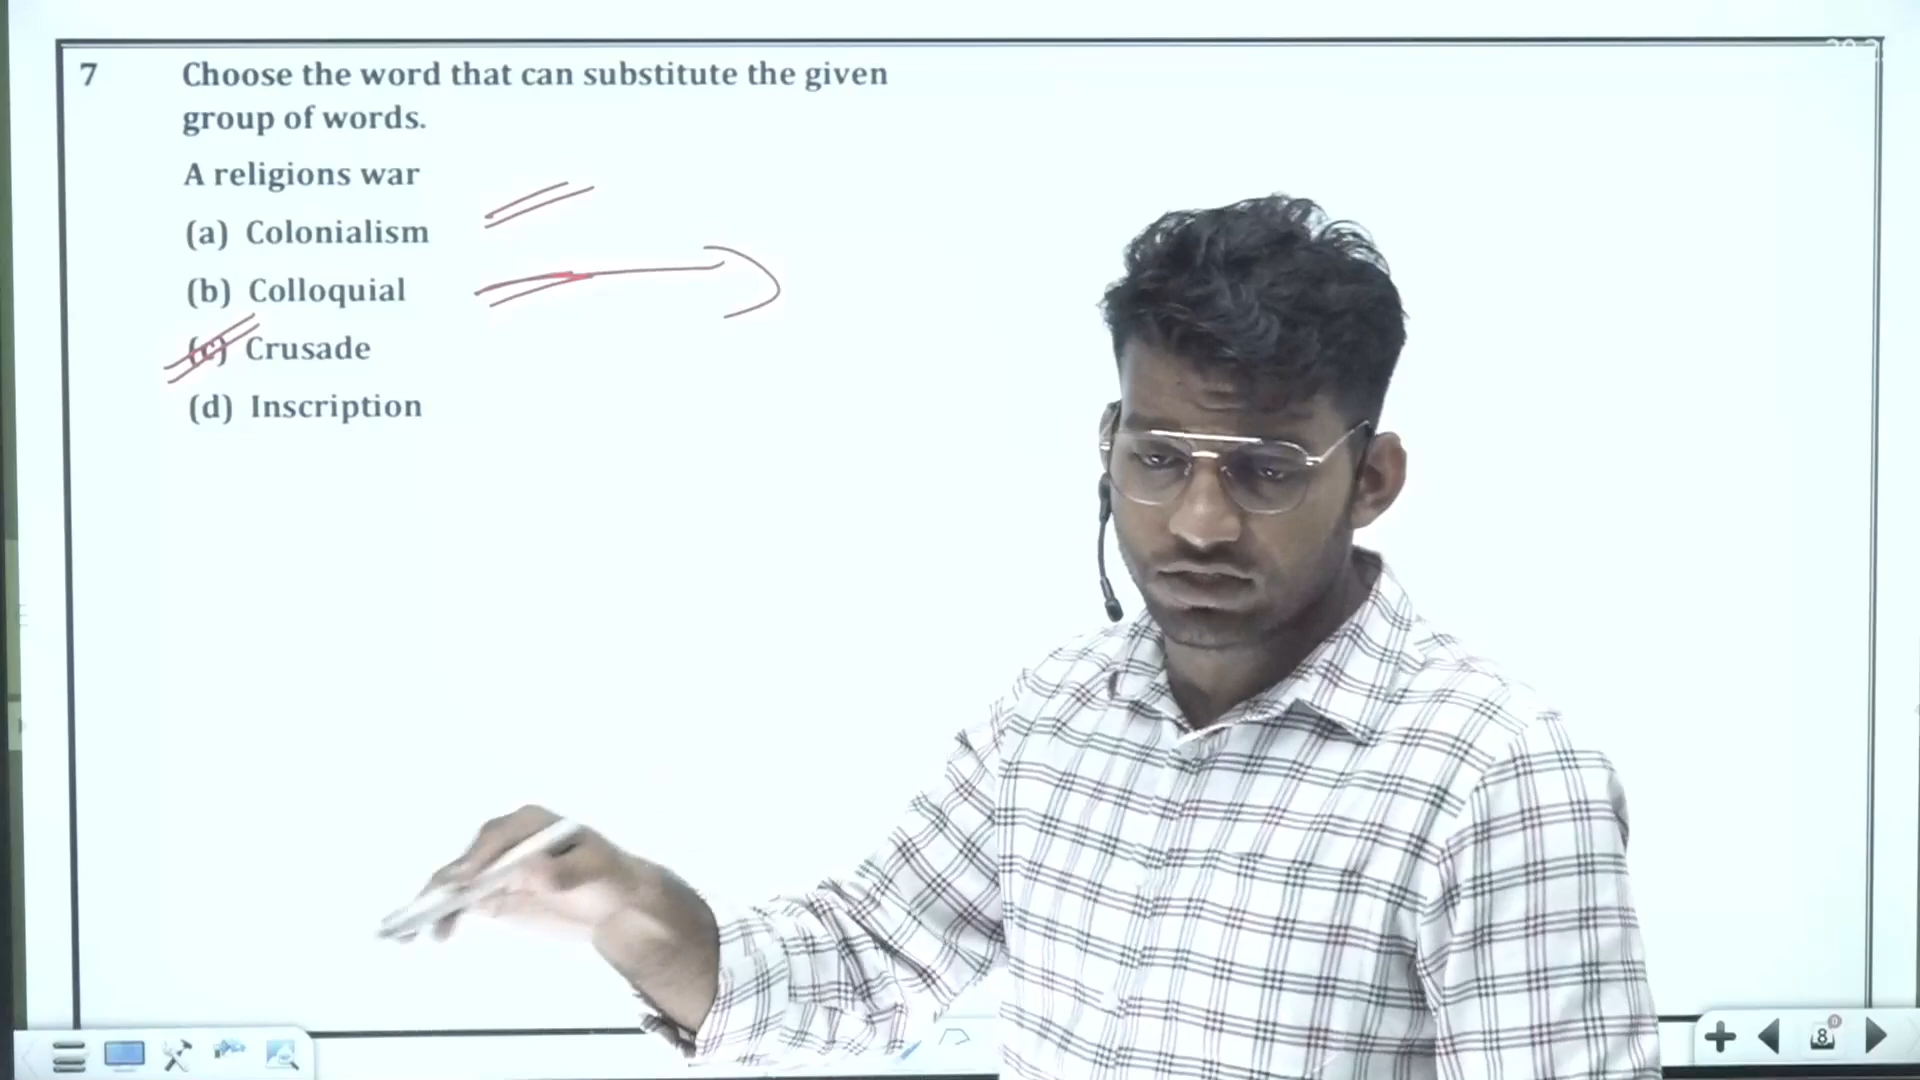 7 Choose the word that can substitute the given
group of words.
A religions war
(a) Colonialism
(b) Colloquial
(c) Crusade
(d) Inscription
8